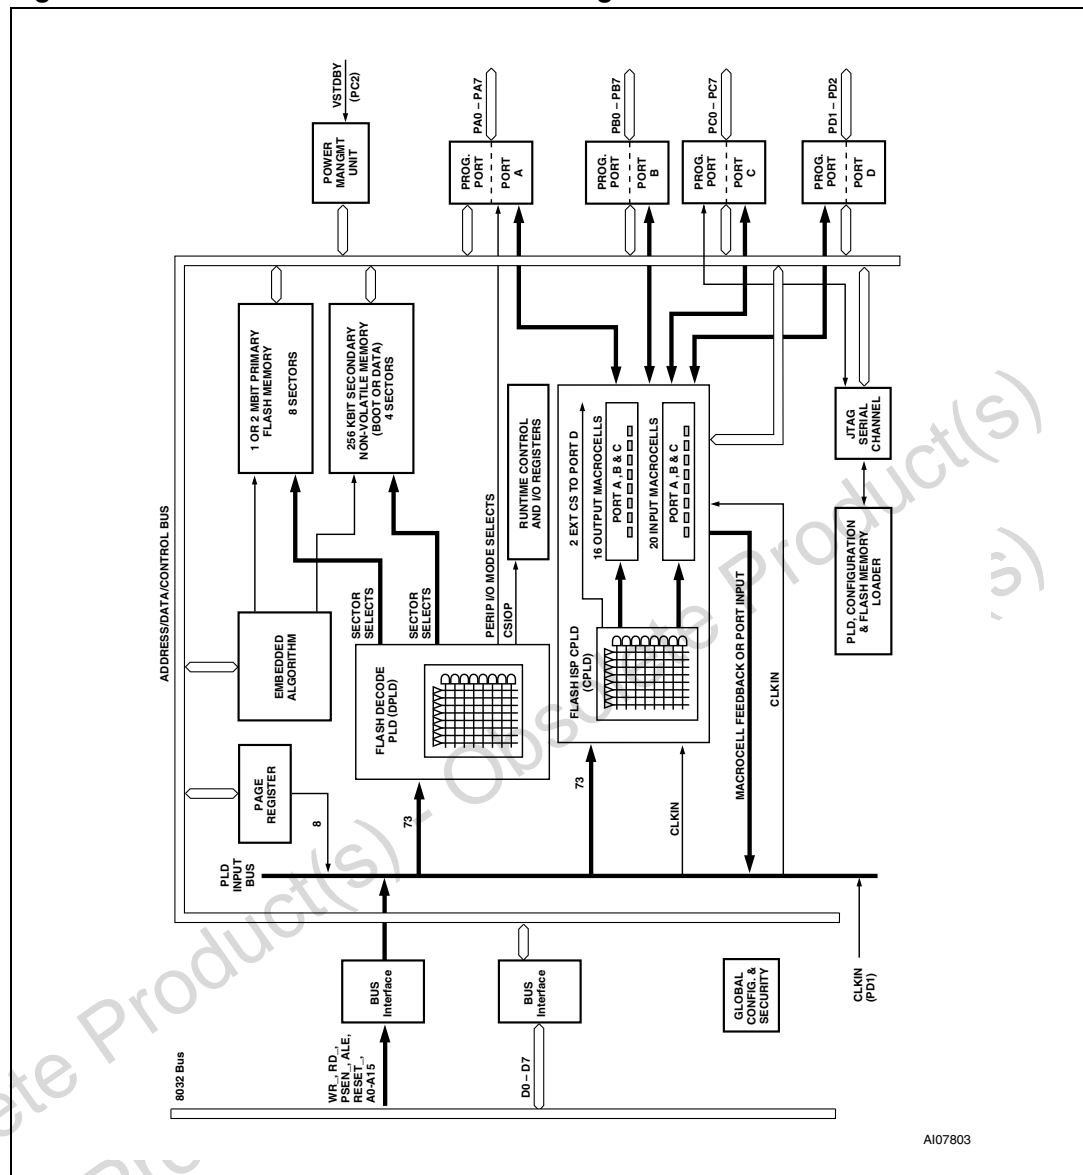 VSTDBY
(PC2)
PA0 – PA7
PB0 – PB7
PC0 – PC7
PD1 – PD2
POWER
MANGMT
UNIT
PROG.
PORT
PORT
A
PROG.
PORT
PORT
B
PROG.
PORT
PORT
C
PROG.
PORT
PORT
D
ADDRESS/DATA/CONTROL BUS
1 OR 2 MBIT PRIMARY
FLASH MEMORY
8 SECTORS
256 KBIT SECONDARY
NON-VOLATILE MEMORY
(BOOT OR DATA)
4 SECTORS
RUNTIME CONTROL
AND I/O REGISTERS
PERIP I/O MODE SELECTS
CSIOP
2 EXT CS TO PORT D
16 OUTPUT MACROCELLS
PORT A ,B & C
20 INPUT MACROCELLS
PORT A ,B & C
JTAG
SERIAL
CHANNEL
PLD, CONFIGURATION
& FLASH MEMORY
LOADER
EMBEDDED
ALGORITHM
SECTOR
SELECTS
SECTOR
SELECTS
FLASH DECODE
PLD (DPLD)
FLASH ISP CPLD
(CPLD)
MACROCELL FEEDBACK OR PORT INPUT
CLKIN
PAGE
REGISTER
8
73
73
CLKIN
PLD
INPUT
BUS
BUS
Interface
BUS
Interface
GLOBAL
CONFIG. &
SECURITY
CLKIN
(PD1)
WR_, RD_,
PSEN_, ALE,
RESET_,
A0-A15
D0 – D7
8032 Bus
AI07803
ete Product(s) - Obsolete Product(s)